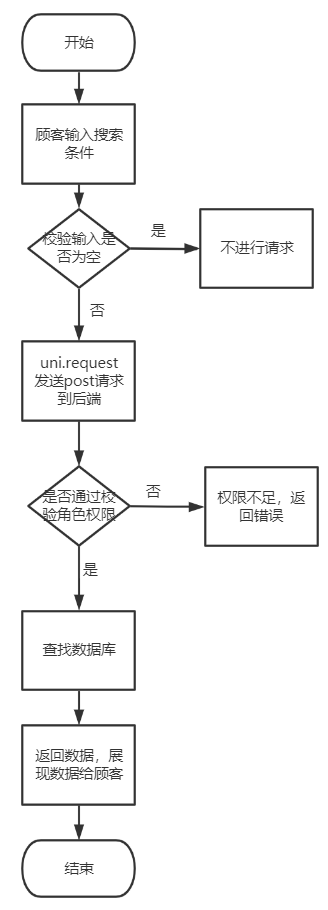 开始
顾客输入搜索
条件
校验输入是
否为空
是
不进行请求
否
uni.request
发送post请求
到后端
是否通过校
验角色权限
否
权限不足，返
回错误
是
查找数据库
返回数据，展
现数据给顾客
结束